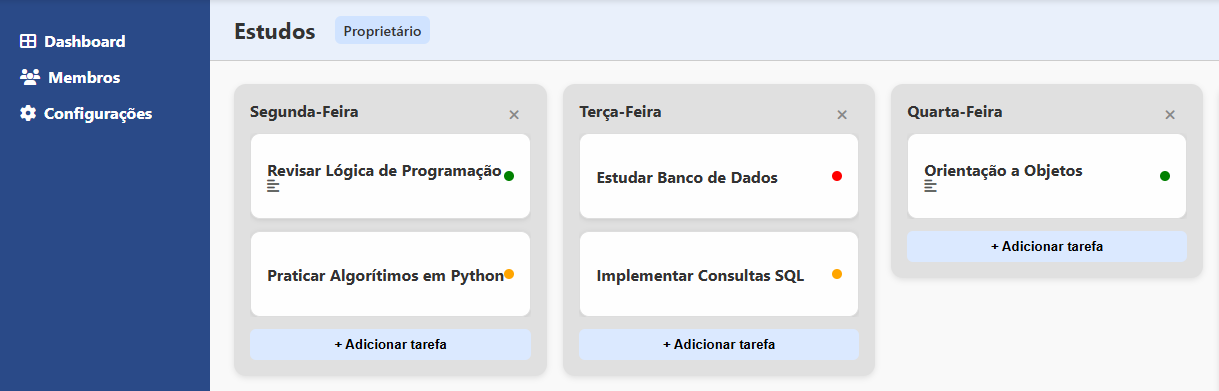 Dashboard
Membros
Configurações
Estudos
Proprietário
Segunda-Feira
Revisar Lógica de Programação
Praticar Algorítimos em Python
+ Adicionar tarefa
Terça-Feira
Estudar Banco de Dados
Implementar Consultas SQL
+ Adicionar tarefa
Quarta-Feira
Orientação a Objetos
+ Adicionar tarefa